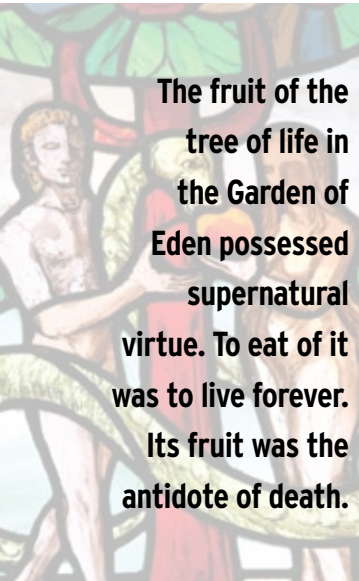 The fruit of the
tree of life in
the Garden of
Eden possessed
supernatural
virtue. To eat of it
was to live forever.
Its fruit was the
antidote of death.